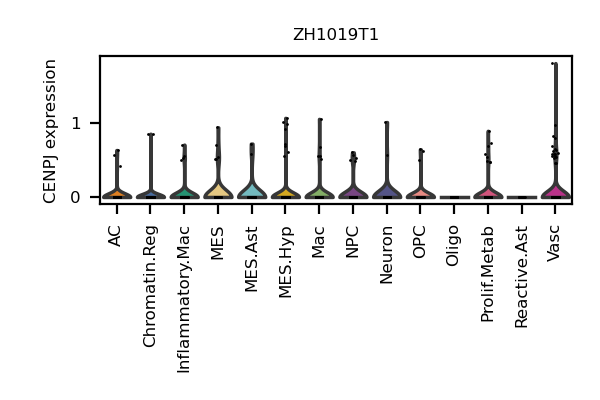 ZH1019T1
CENPJ expression
1
0
AC
Chromatin.Reg
Inflammatory.Mac
MES
MES.Ast
MES.Hyp
Mac
NPC
Neuron
OPC
Oligo
Prolif.Metab
Reactive.Ast
Vasc